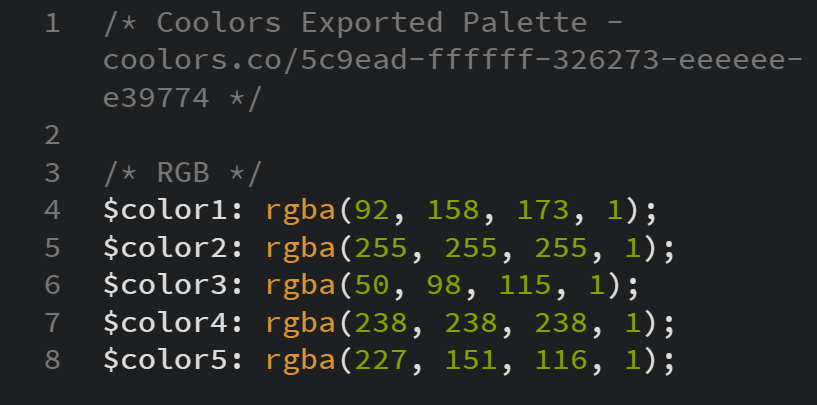 1 /* Coolors Exported Palette -
coolors.co/5c9ead-ffffff-326273-eeeeee-
e39774 */
2
3 /* RGB */
4 $color1: rgba(92, 158, 173, 1);
5 $color2: rgba(255, 255, 255, 1);
6 $color3: rgba(50, 98, 115, 1);
7 $color4: rgba(238, 238, 238, 1);
8 $color5: rgba(227, 151, 116, 1);